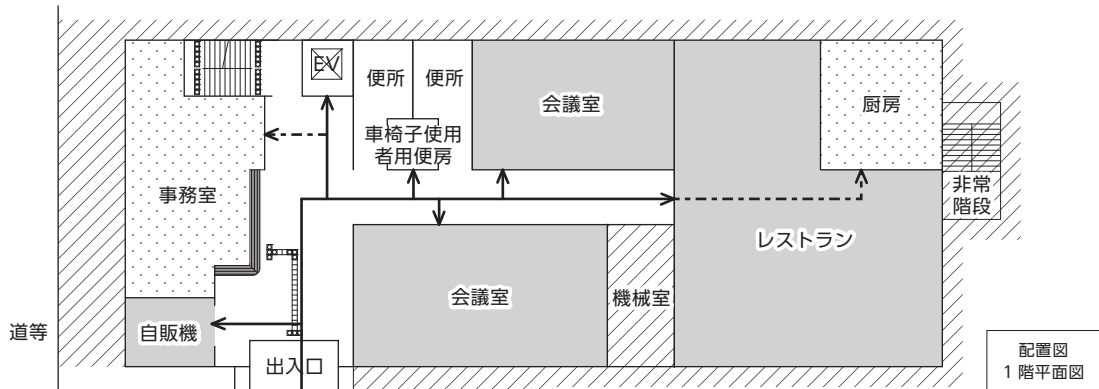 EV
便所
便所
会議室
厨房
車椅子使用
者用便房
事務室
非常
階段
レストラン
会議室
機械室
道等
自販機
出入口
配置図
1 階平面図